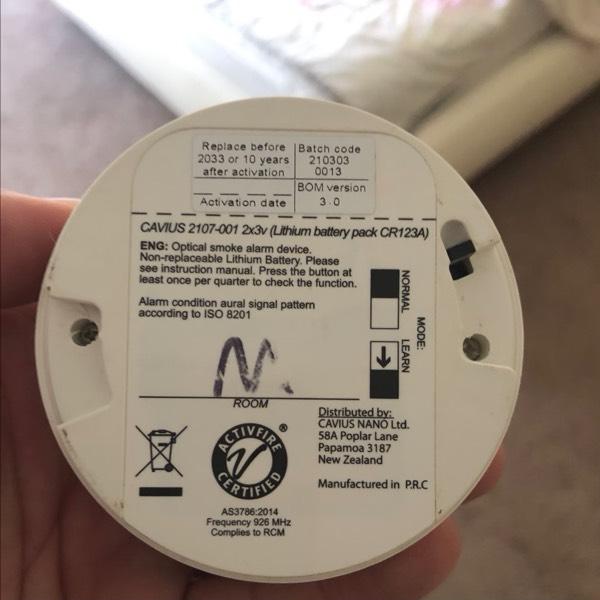 Replace before
2033 or 10 years
after activation
Batch code
210303
0013
Activation date
BOM version
3.0
CAVIUS 2107-001 2x3v (Lithium battery pack CR123A)
ENG: Optical smoke alarm device.
Non-replaceable Lithium Battery. Please
see instruction manual. Press the button at
least once per quarter to check the function.
Alarm condition aural signal pattern
according to ISO 8201
NORMAL
MODE:
LEARN
N.
ROOM
ACTIVFIRE
®
CERTIFIED
AS3786:2014
Frequency 926 MHz
Complies to RCM
Distributed by:
CAVIUS NANO Ltd.
58A Poplar Lane
Papamoa 3187
New Zealand
Manufactured in P.R.C